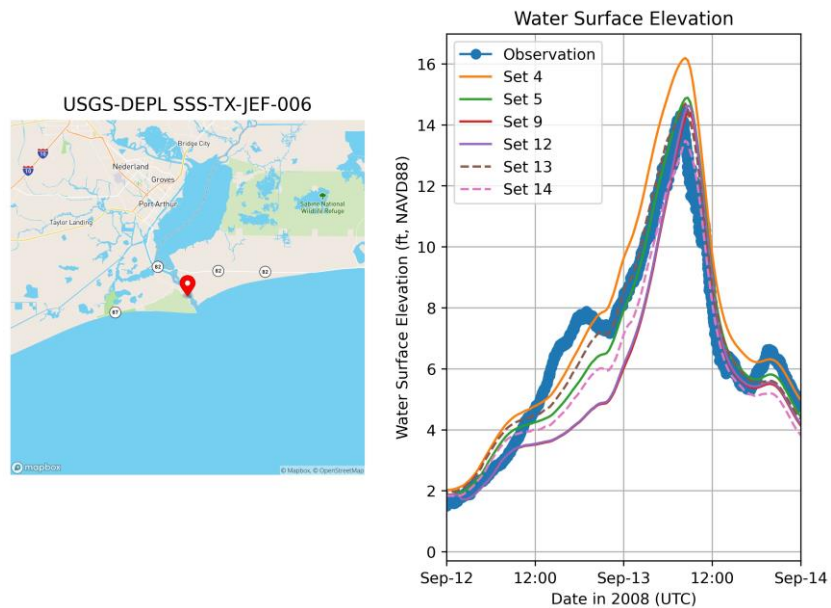 USGS-DEPL SSS-TX-JEF-006
Bridge City
10
Nederland
Groves
10
Port Arthur
Sabine National
Wildlife Refuge
Taylor Landing
82
82
82
87
mapbox
© Mapbox, © OpenStreetMap
Water Surface Elevation
Observation
Set 4
Set 5
Set 9
Set 12
Set 13
Set 14
Water Surface Elevation (ft, NAVD88)
16
14
12
10
8
6
4
2
0
Sep-12
12:00
Sep-13
12:00
Sep-14
Date in 2008 (UTC)